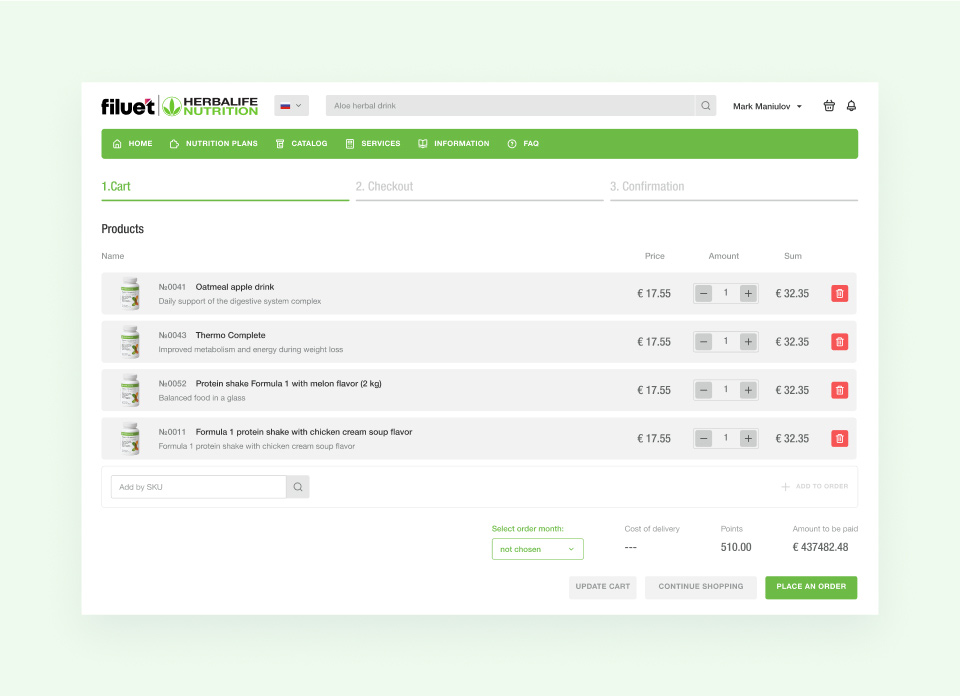 filuet HERBALIFE NUTRITION
Aloe herbal drink
Mark Maniulov
HOME NUTRITION PLANS CATALOG SERVICES INFORMATION FAQ
1.Cart 2. Checkout 3. Confirmation
Products
Name Price Amount Sum
№0041 Oatmeal apple drink
Daily support of the digestive system complex
€ 17.55 − 1 + € 32.35
№0043 Thermo Complete
Improved metabolism and energy during weight loss
€ 17.55 − 1 + € 32.35
№0052 Protein shake Formula 1 with melon flavor (2 kg)
Balanced food in a glass
€ 17.55 − 1 + € 32.35
№0011 Formula 1 protein shake with chicken cream soup flavor
Formula 1 protein shake with chicken cream soup flavor
€ 17.55 − 1 + € 32.35
Add by SKU + ADD TO ORDER
Select order month: Cost of delivery Points Amount to be paid
not chosen --- 510.00 € 437482.48
UPDATE CART CONTINUE SHOPPING PLACE AN ORDER